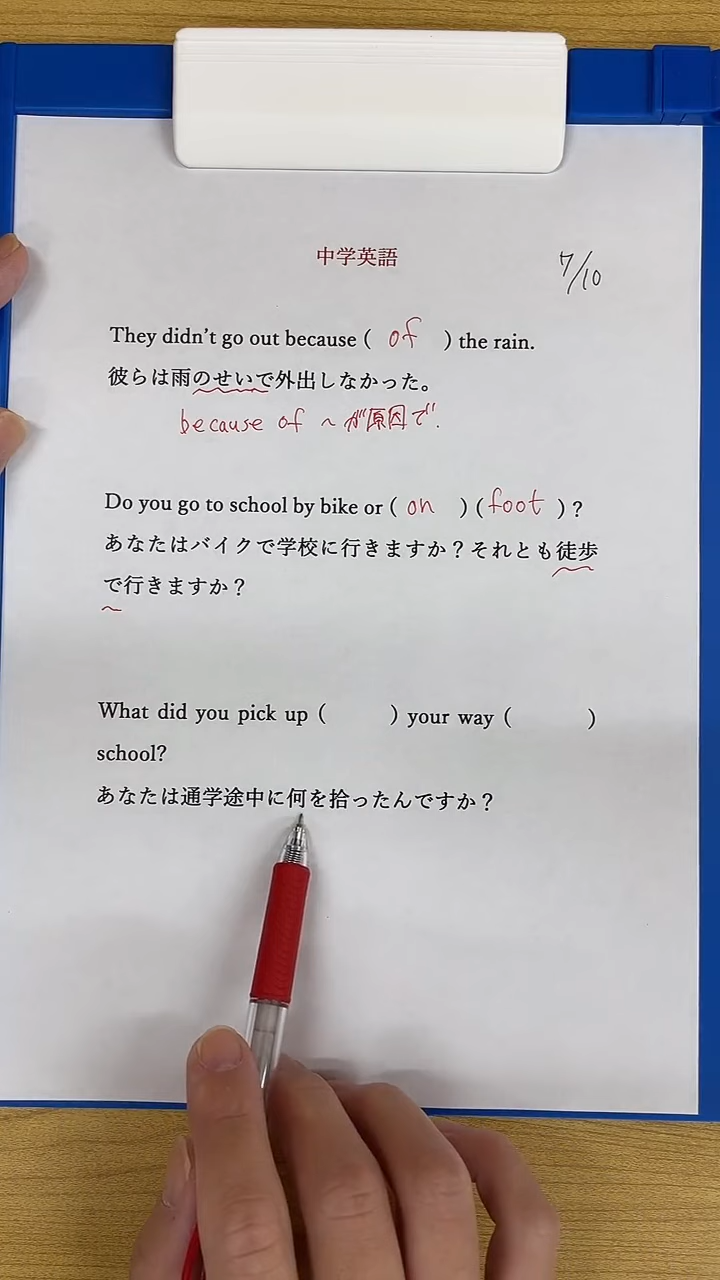 中学英語
7/10
They didn't go out because ( of ) the rain.
彼らは雨のせいで外出しなかった。
because of ～が原因で.
Do you go to school by bike or ( on ) ( foot ) ?
あなたはバイクで学校に行きますか？それとも徒歩
で行きますか？
What did you pick up ( ) your way ( )
school?
あなたは通学途中に何を拾ったんですか？